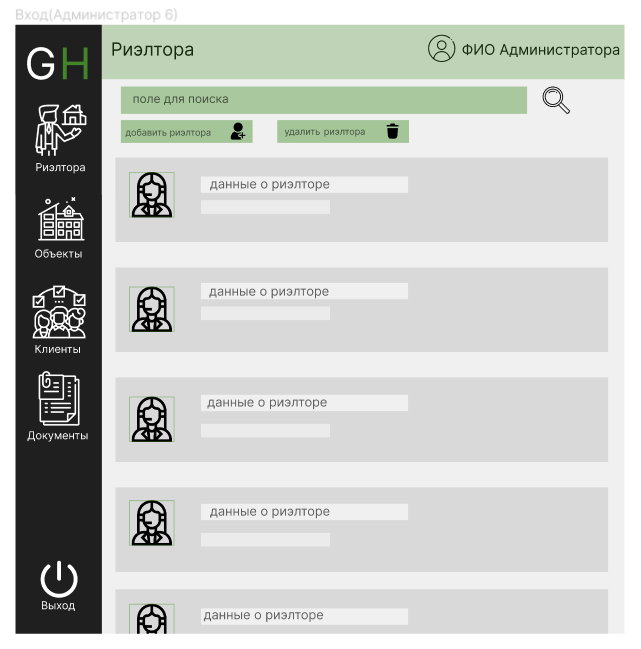 Вход(Администратор 6)
GH
Риэлтора
ФИО Администратора
поле для поиска
добавить риэлтора
удалить риэлтора
Риэлтора
Объекты
Клиенты
Документы
Выход
данные о риэлторе
данные о риэлторе
данные о риэлторе
данные о риэлторе
данные о риэлторе